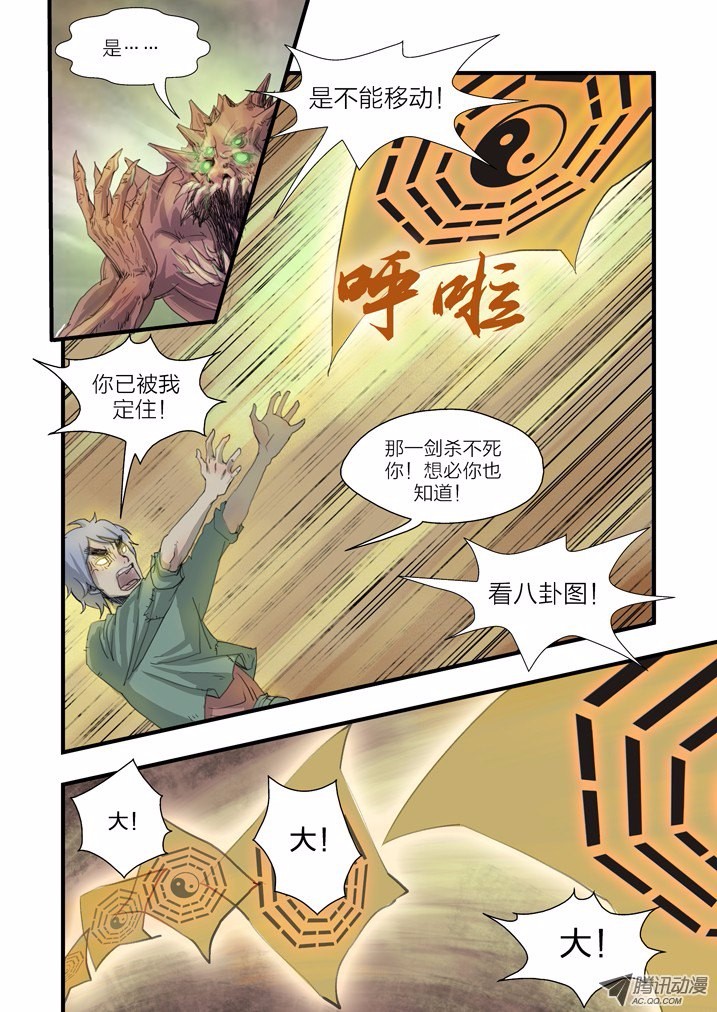 是……
是不能移动！
呼啦
你已被我
定住！
那一剑杀不死
你！想必你也
知道！
看八卦图！
大！
大！
大！
腾讯动漫
AC.QQ.COM